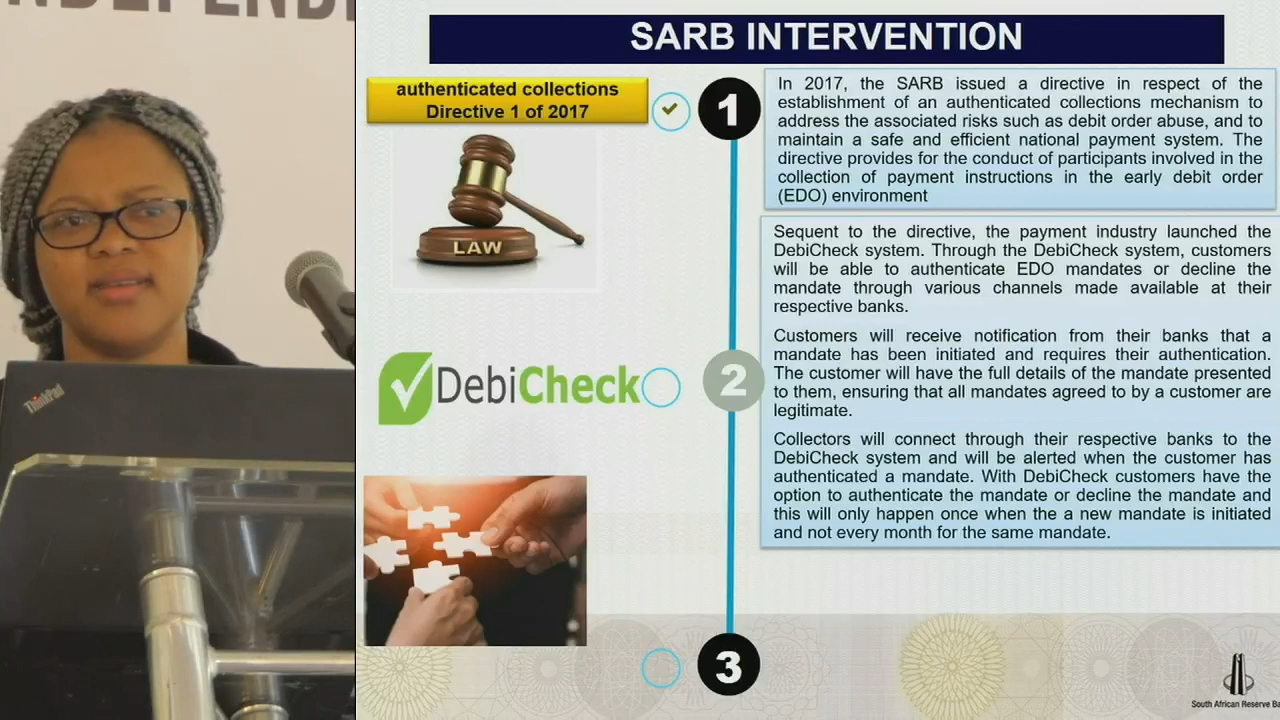 SARB INTERVENTION
authenticated collections
Directive 1 of 2017
1
In 2017, the SARB issued a directive in respect of the
establishment of an authenticated collections mechanism to
address the associated risks such as debit order abuse, and to
maintain a safe and efficient national payment system. The
directive provides for the conduct of participants involved in the
collection of payment instructions in the early debit order
(EDO) environment
LAW
Sequent to the directive, the payment industry launched the
DebiCheck system. Through the DebiCheck system, customers
will be able to authenticate EDO mandates or decline the
mandate through various channels made available at their
respective banks.
DebiCheck
2
Customers will receive notification from their banks that a
mandate has been initiated and requires their authentication.
The customer will have the full details of the mandate presented
to them, ensuring that all mandates agreed to by a customer are
legitimate.
Collectors will connect through their respective banks to the
DebiCheck system and will be alerted when the customer has
authenticated a mandate. With DebiCheck customers have the
option to authenticate the mandate or decline the mandate and
this will only happen once when the a new mandate is initiated
and not every month for the same mandate.
3
South African Reserve Ba
ThinkPad